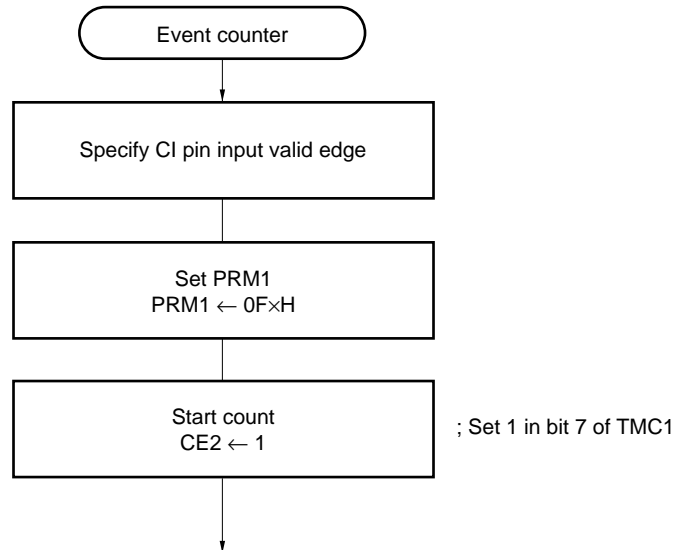 Event counter
Specify CI pin input valid edge
Set PRM1
PRM1 ← 0F×H
Start count
CE2 ← 1
; Set 1 in bit 7 of TMC1